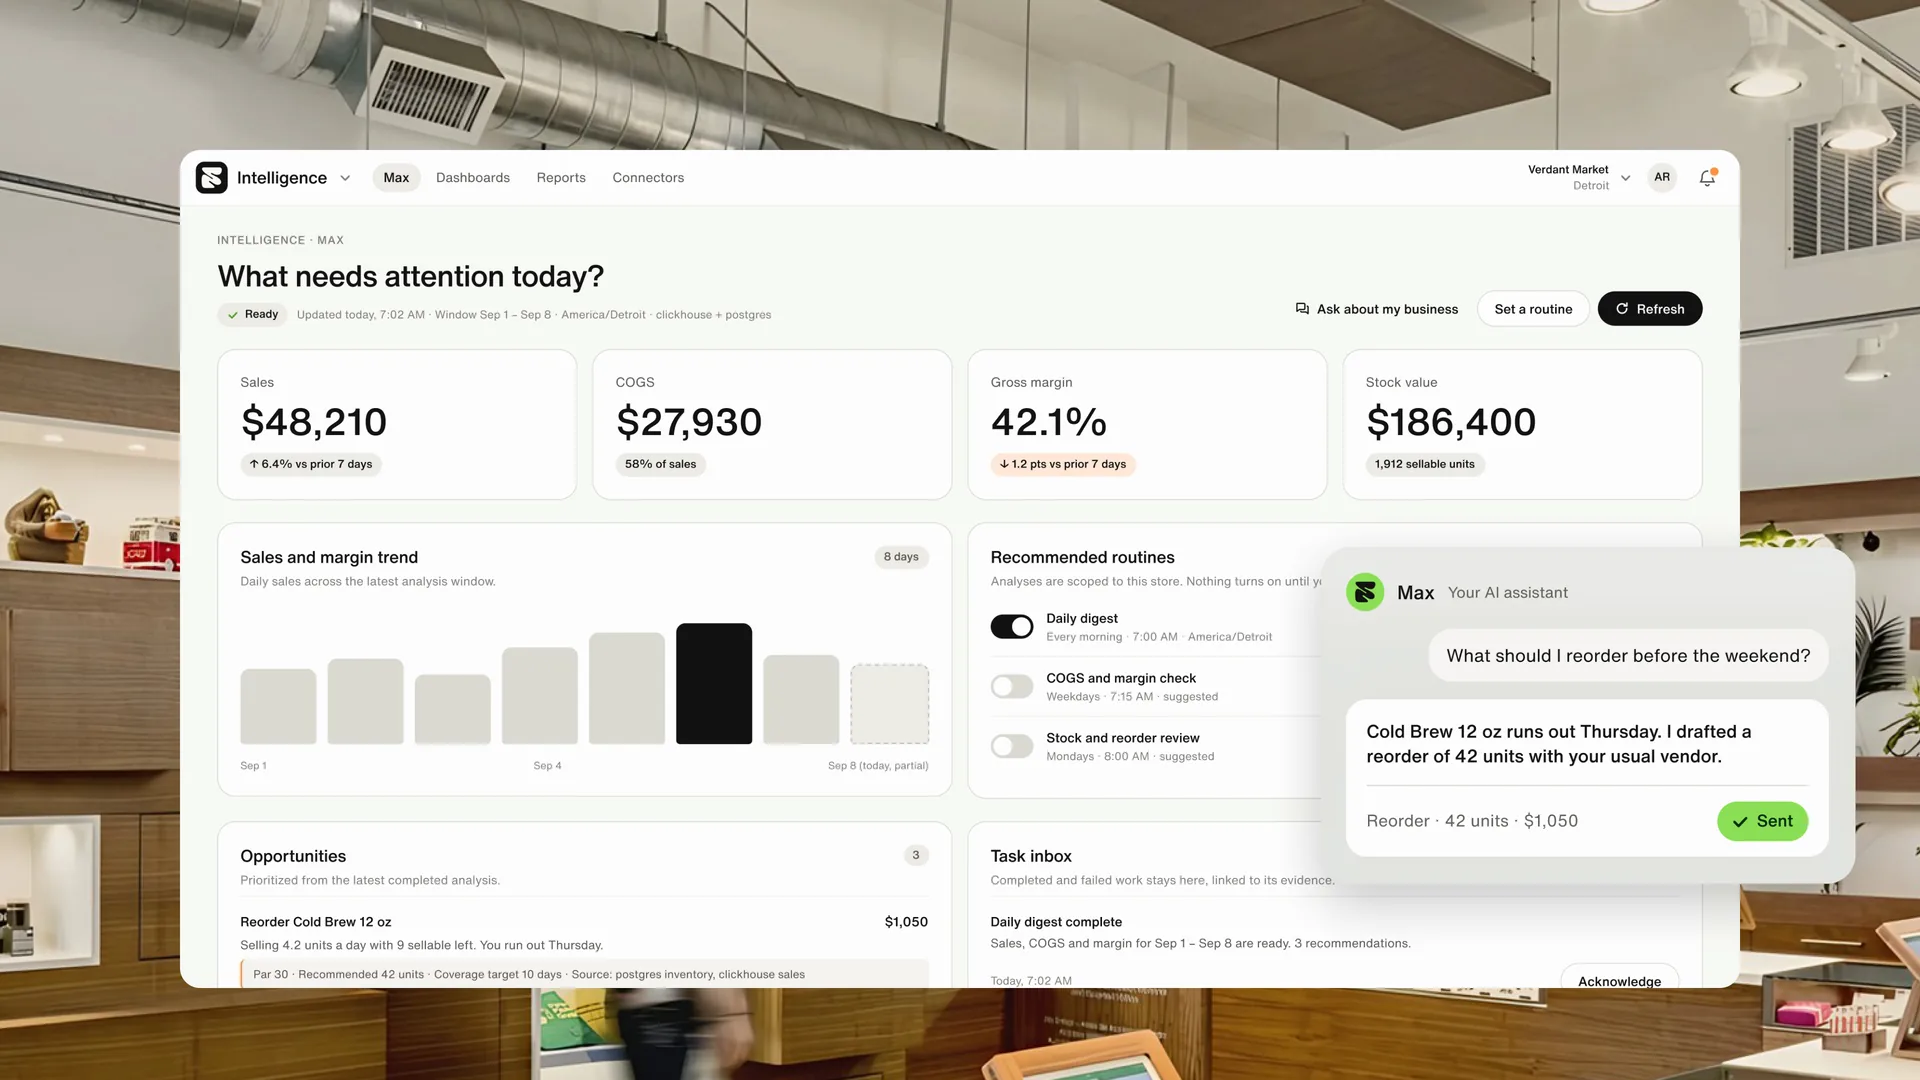 Intelligence
Max
Dashboards
Reports
Connectors
Verdant Market
Detroit
AR
INTELLIGENCE · MAX
What needs attention today?
Ready
Updated today, 7:02 AM · Window Sep 1 – Sep 8 · America/Detroit · clickhouse + postgres
Ask about my business
Set a routine
Refresh
Sales
$48,210
↑ 6.4% vs prior 7 days
COGS
$27,930
58% of sales
Gross margin
42.1%
↓ 1.2 pts vs prior 7 days
Stock value
$186,400
1,912 sellable units
Sales and margin trend
8 days
Daily sales across the latest analysis window.
Sep 1
Sep 4
Sep 8 (today, partial)
Recommended routines
Analyses are scoped to this store. Nothing turns on until
Daily digest
Every morning · 7:00 AM · America/Detroit
COGS and margin check
Weekdays · 7:15 AM · suggested
Stock and reorder review
Mondays · 8:00 AM · suggested
Max
Your AI assistant
What should I reorder before the weekend?
Cold Brew 12 oz runs out Thursday. I drafted a
reorder of 42 units with your usual vendor.
Reorder · 42 units · $1,050
Sent
Opportunities
3
Prioritized from the latest completed analysis.
Reorder Cold Brew 12 oz
$1,050
Selling 4.2 units a day with 9 sellable left. You run out Thursday.
Par 30 · Recommended 42 units · Coverage target 10 days · Source: postgres inventory, clickhouse sales
Task inbox
Completed and failed work stays here, linked to its evidence.
Daily digest complete
Sales, COGS and margin for Sep 1 – Sep 8 are ready. 3 recommendations.
Today, 7:02 AM
Acknowledge